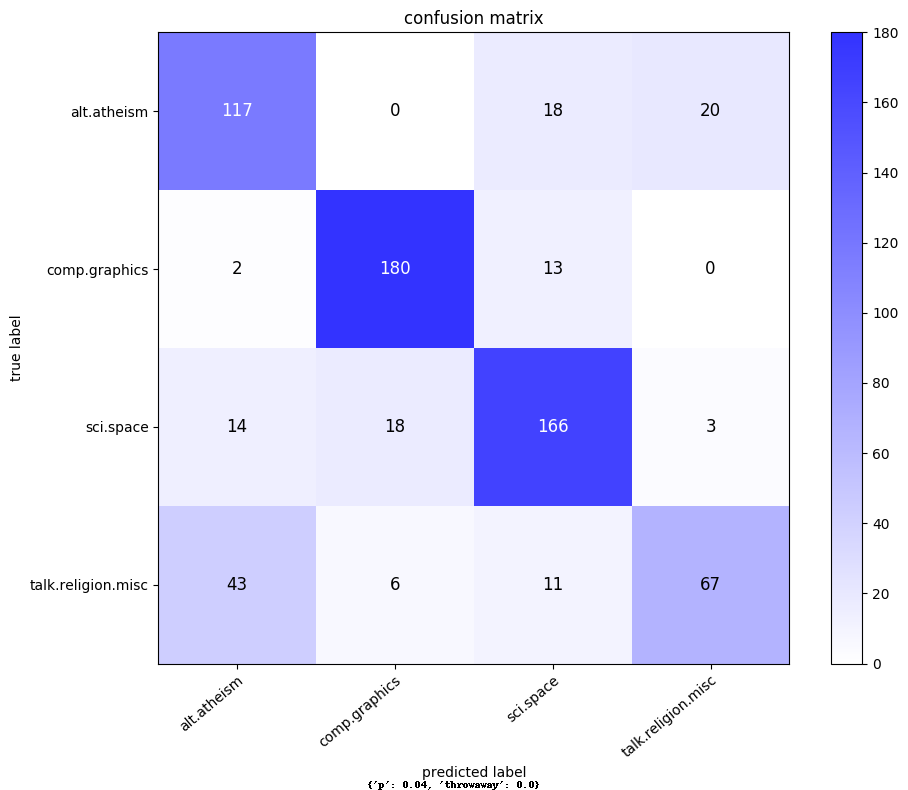 confusion matrix
alt.atheism 117 0 18 20
comp.graphics 2 180 13 0
sci.space 14 18 166 3
talk.religion.misc 43 6 11 67
true label
alt.atheism comp.graphics sci.space talk.religion.misc
predicted label
{'p': 0.04, 'throwaway': 0.0}
180
160
140
120
100
80
60
40
20
0